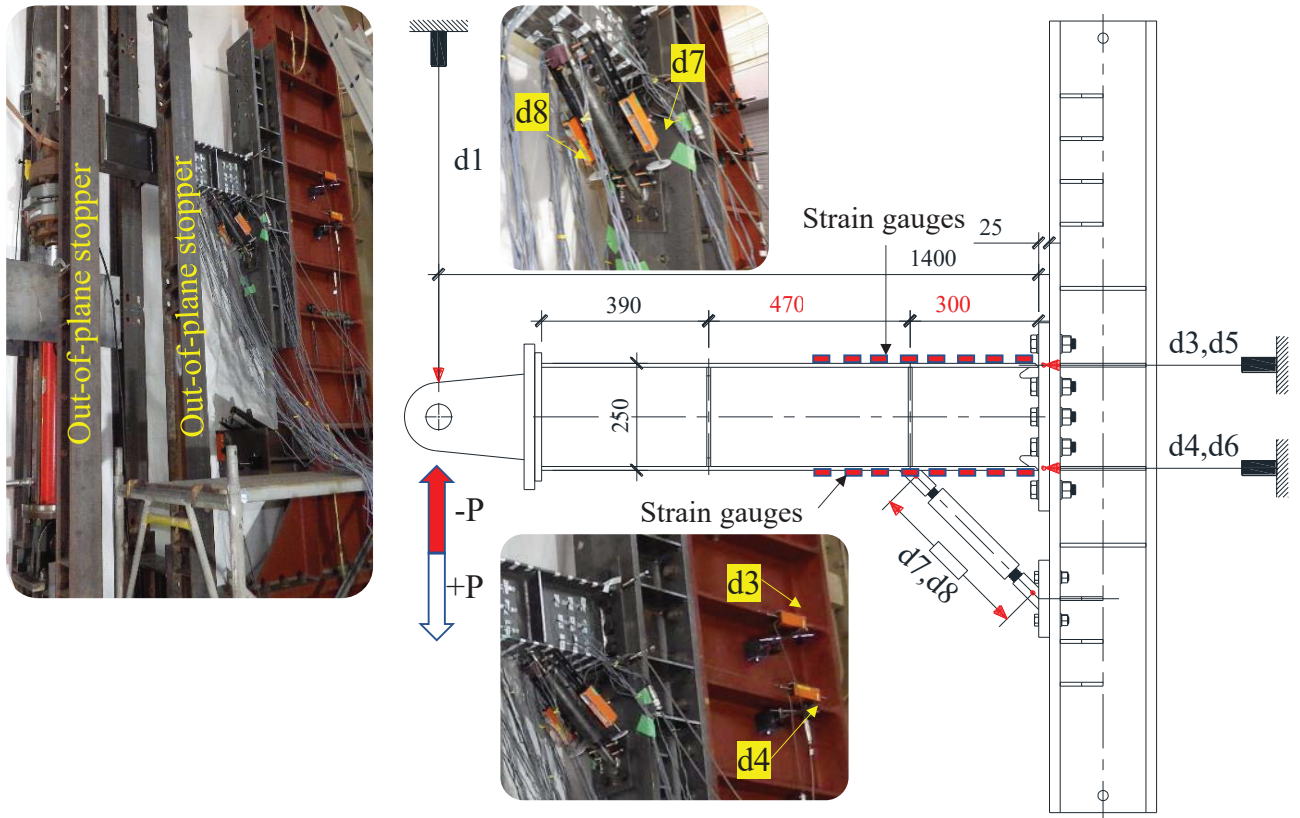 Out-of-plane stopper
Out-of-plane stopper
d7
d8
d1
Strain gauges
25
1400
390
470
300
250
d3,d5
d4,d6
Strain gauges
-P
+P
d7,d8
d3
d4